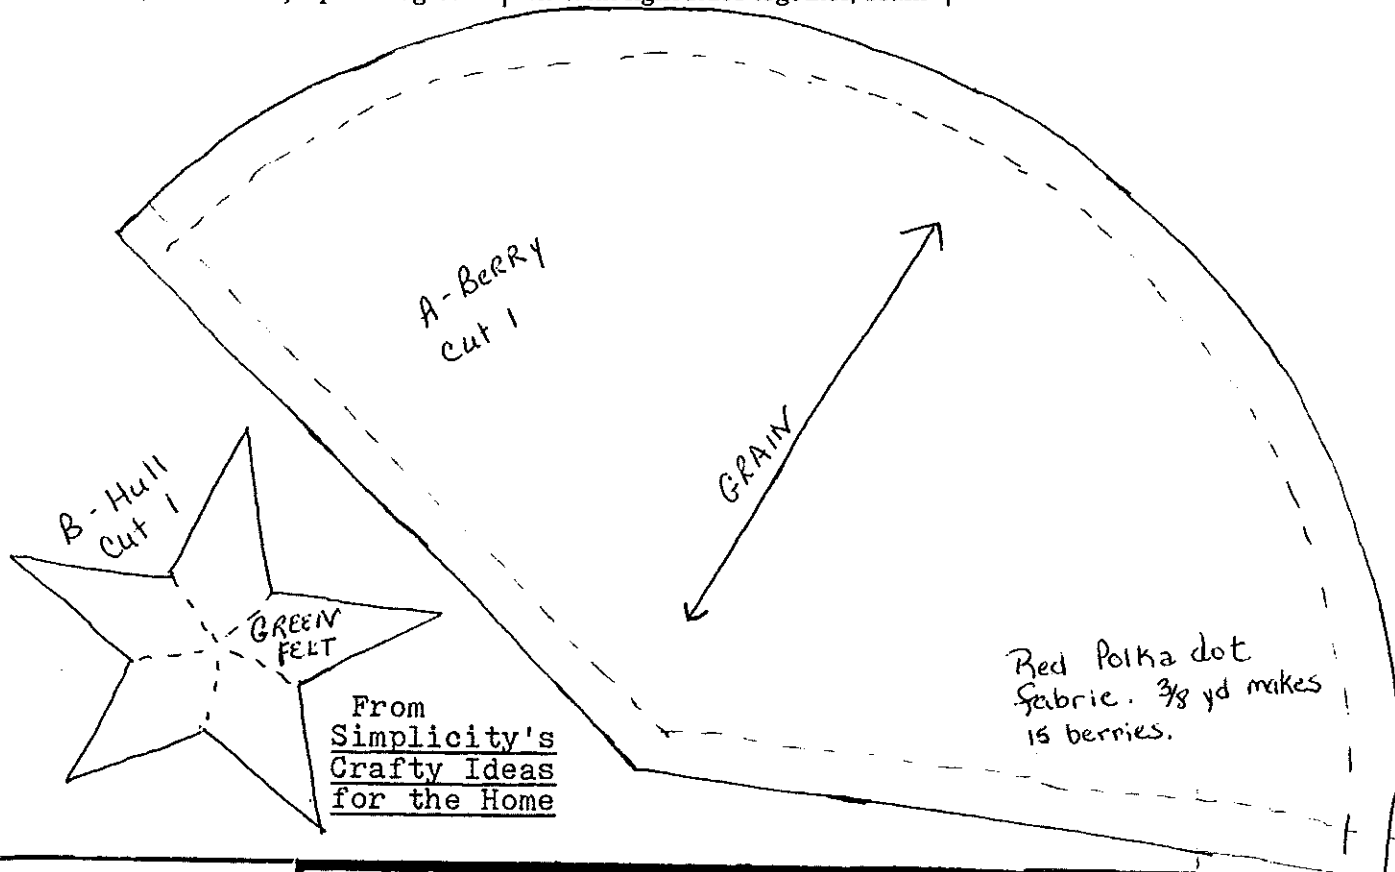 A-BERRY
Cut 1
GRAIN
B-Hull
Cut 1
GREEN
FELT
Red Polka dot
fabric. 3/8 yd makes
15 berries.
From
Simplicity's
Crafty Ideas
for the Home